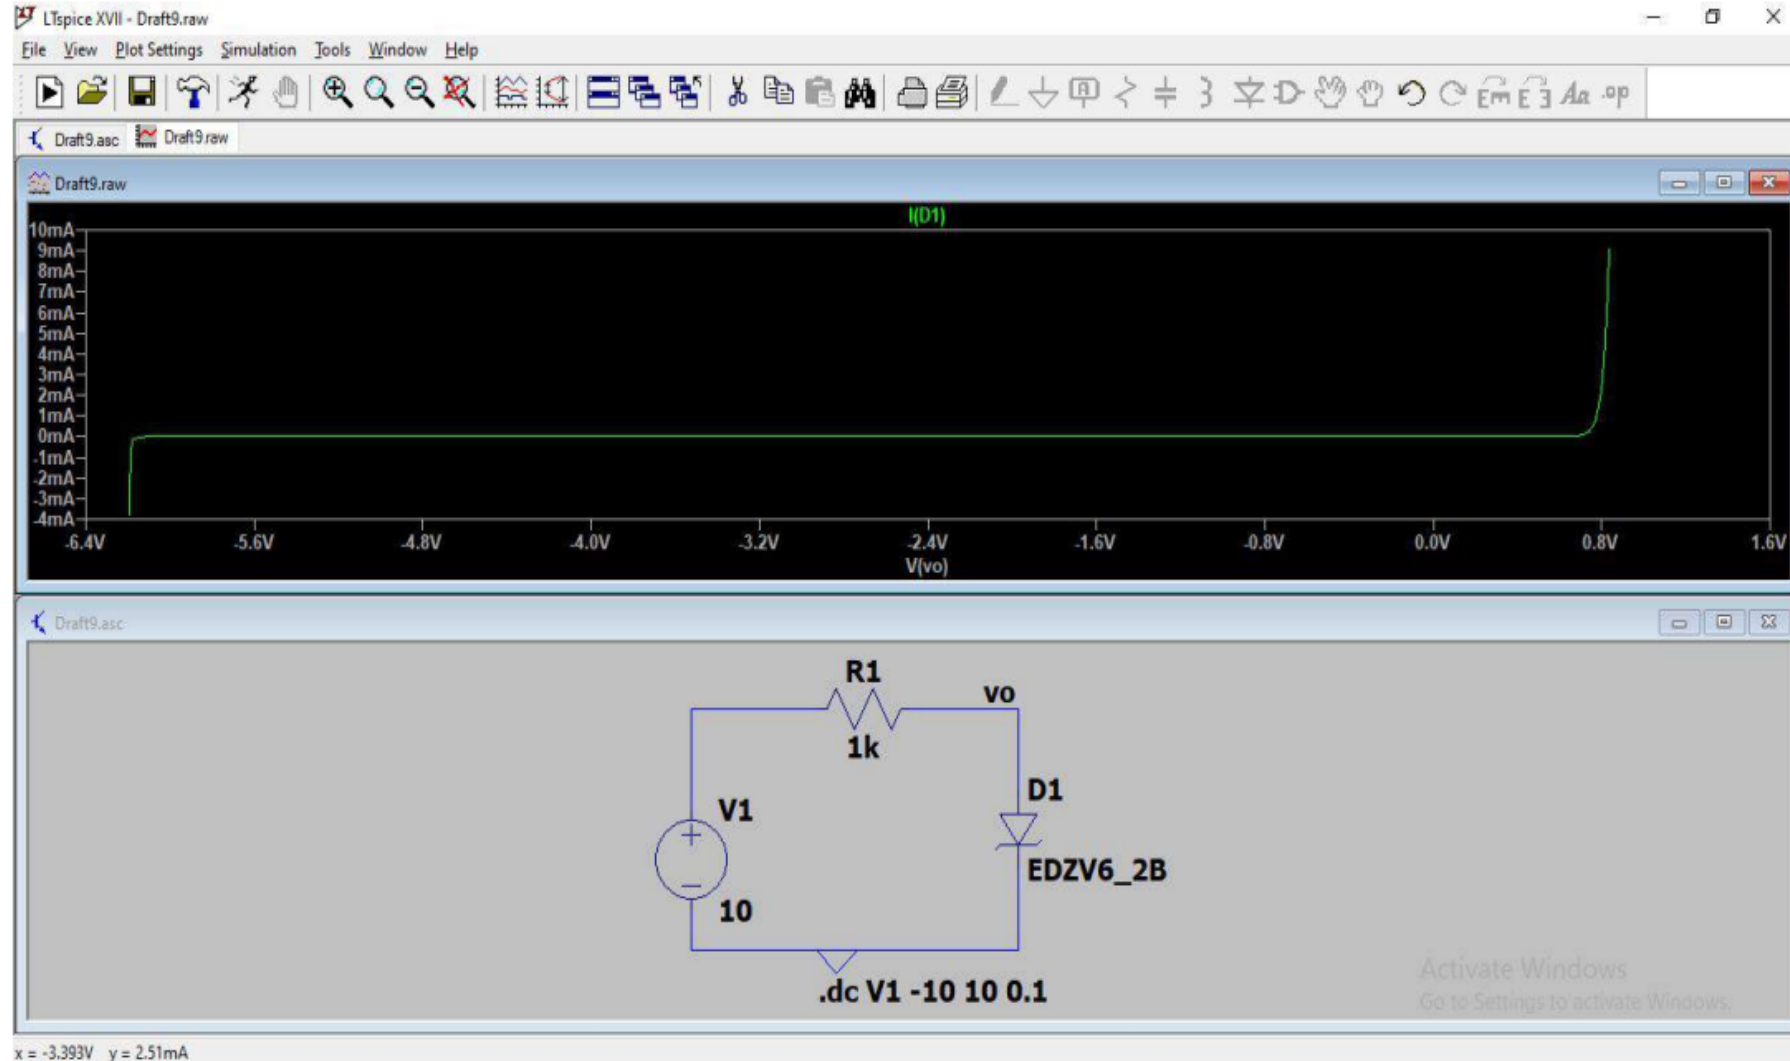 LTspice XVII - Draft9.raw
File View Plot Settings Simulation Tools Window Help
Draft9.asc Draft9.raw
Draft9.raw
I(D1)
10mA
9mA
8mA
7mA
6mA
5mA
4mA
3mA
2mA
1mA
0mA
-1mA
-2mA
-3mA
-4mA
-6.4V -5.6V -4.8V -4.0V -3.2V -2.4V -1.6V -0.8V 0.0V 0.8V 1.6V
V(vo)
Draft9.asc
R1
vo
1k
D1
V1
EDZV6_2B
10
.dc V1 -10 10 0.1
Activate Windows
Go to Settings to activate Windows.
x = -3.393V y = 2.51mA